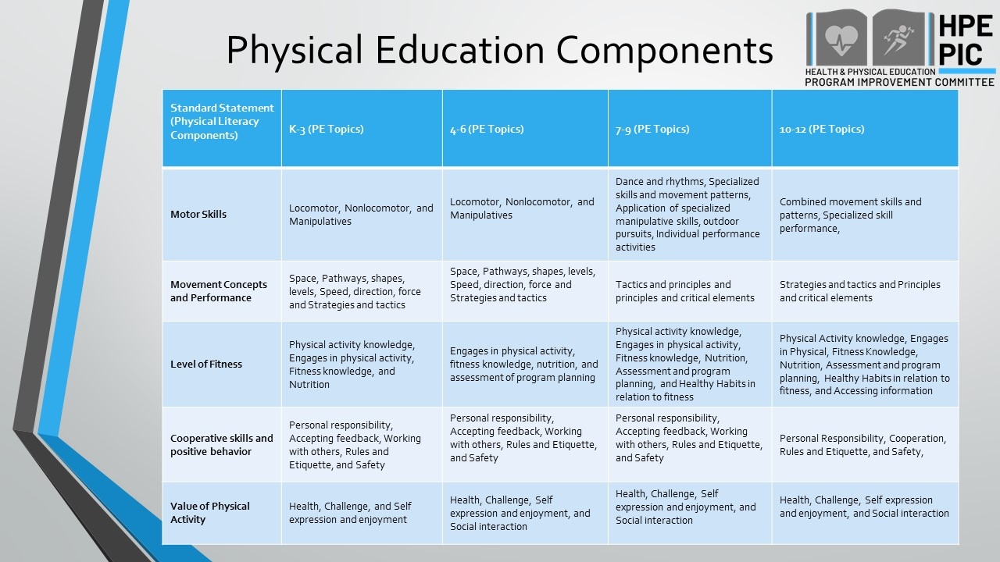 Physical Education Components
HPE
PIC
HEALTH & PHYSICAL EDUCATION
PROGRAM IMPROVEMENT COMMITTEE
Standard Statement
(Physical Literacy
Components)
K-3 (PE Topics)
4-6 (PE Topics)
7-9 (PE Topics)
10-12 (PE Topics)
Motor Skills
Locomotor, Nonlocomotor, and
Manipulatives
Locomotor, Nonlocomotor, and
Manipulatives
Dance and rhythms, Specialized
skills and movement patterns,
Application of specialized
manipulative skills, outdoor
pursuits, Individual performance
activities
Combined movement skills and
patterns, Specialized skill
performance,
Movement Concepts
and Performance
Space, Pathways, shapes,
levels, Speed, direction, force
and Strategies and tactics
Space, Pathways, shapes, levels,
Speed, direction, force and
Strategies and tactics
Tactics and principles and
principles and critical elements
Strategies and tactics and Principles
and critical elements
Level of Fitness
Physical activity knowledge,
Engages in physical activity,
Fitness knowledge, and
Nutrition
Engages in physical activity,
fitness knowledge, nutrition, and
assessment of program planning
Physical activity knowledge,
Engages in physical activity,
Fitness knowledge, Nutrition,
Assessment and program
planning, and Healthy Habits in
relation to fitness
Physical Activity knowledge, Engages
in Physical, Fitness Knowledge,
Nutrition, Assessment and program
planning, Healthy Habits in relation to
fitness, and Accessing information
Cooperative skills and
positive behavior
Personal responsibility,
Accepting feedback, Working
with others, Rules and
Etiquette, and Safety
Personal responsibility,
Accepting feedback, Working
with others, Rules and Etiquette,
and Safety
Personal responsibility,
Accepting feedback, Working
with others, Rules and Etiquette,
and Safety
Personal Responsibility, Cooperation,
Rules and Etiquette, and Safety,
Value of Physical
Activity
Health, Challenge, and Self
expression and enjoyment
Health, Challenge, Self
expression and enjoyment, and
Social interaction
Health, Challenge, Self
expression and enjoyment, and
Social interaction
Health, Challenge, Self expression
and enjoyment, and Social interaction